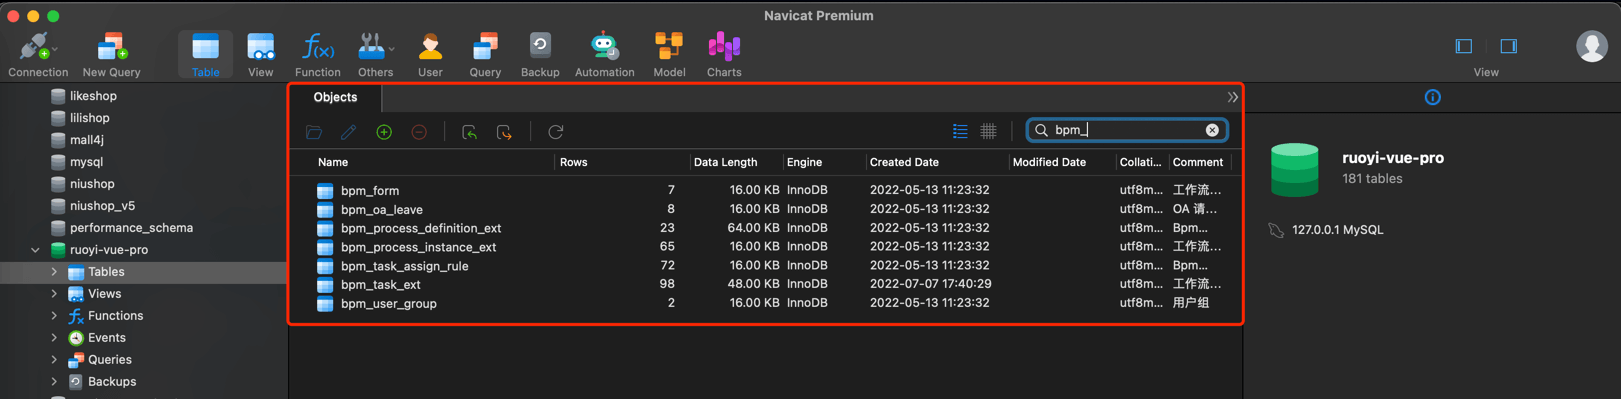 Navicat Premium
Connection New Query Table View Function Others User Query Backup Automation Model Charts View
likeshop
lilishop
mall4j
mysql
niushop
niushop_v5
performance_schema
ruoyi-vue-pro
Tables
Views
Functions
Events
Queries
Backups
Objects
bpm_
Name Rows Data Length Engine Created Date Modified Date Collati... Comment
bpm_form 7 16.00 KB InnoDB 2022-05-13 11:23:32 utf8m... 工作流...
bpm_oa_leave 8 16.00 KB InnoDB 2022-05-13 11:23:32 utf8m... OA 请...
bpm_process_definition_ext 23 64.00 KB InnoDB 2022-05-13 11:23:32 utf8m... Bpm...
bpm_process_instance_ext 65 16.00 KB InnoDB 2022-05-13 11:23:32 utf8m... 工作流...
bpm_task_assign_rule 72 16.00 KB InnoDB 2022-05-13 11:23:32 utf8m... Bpm...
bpm_task_ext 98 48.00 KB InnoDB 2022-07-07 17:40:29 utf8m... 工作流...
bpm_user_group 2 16.00 KB InnoDB 2022-05-13 11:23:32 utf8m... 用户组
ruoyi-vue-pro
181 tables
127.0.0.1 MySQL